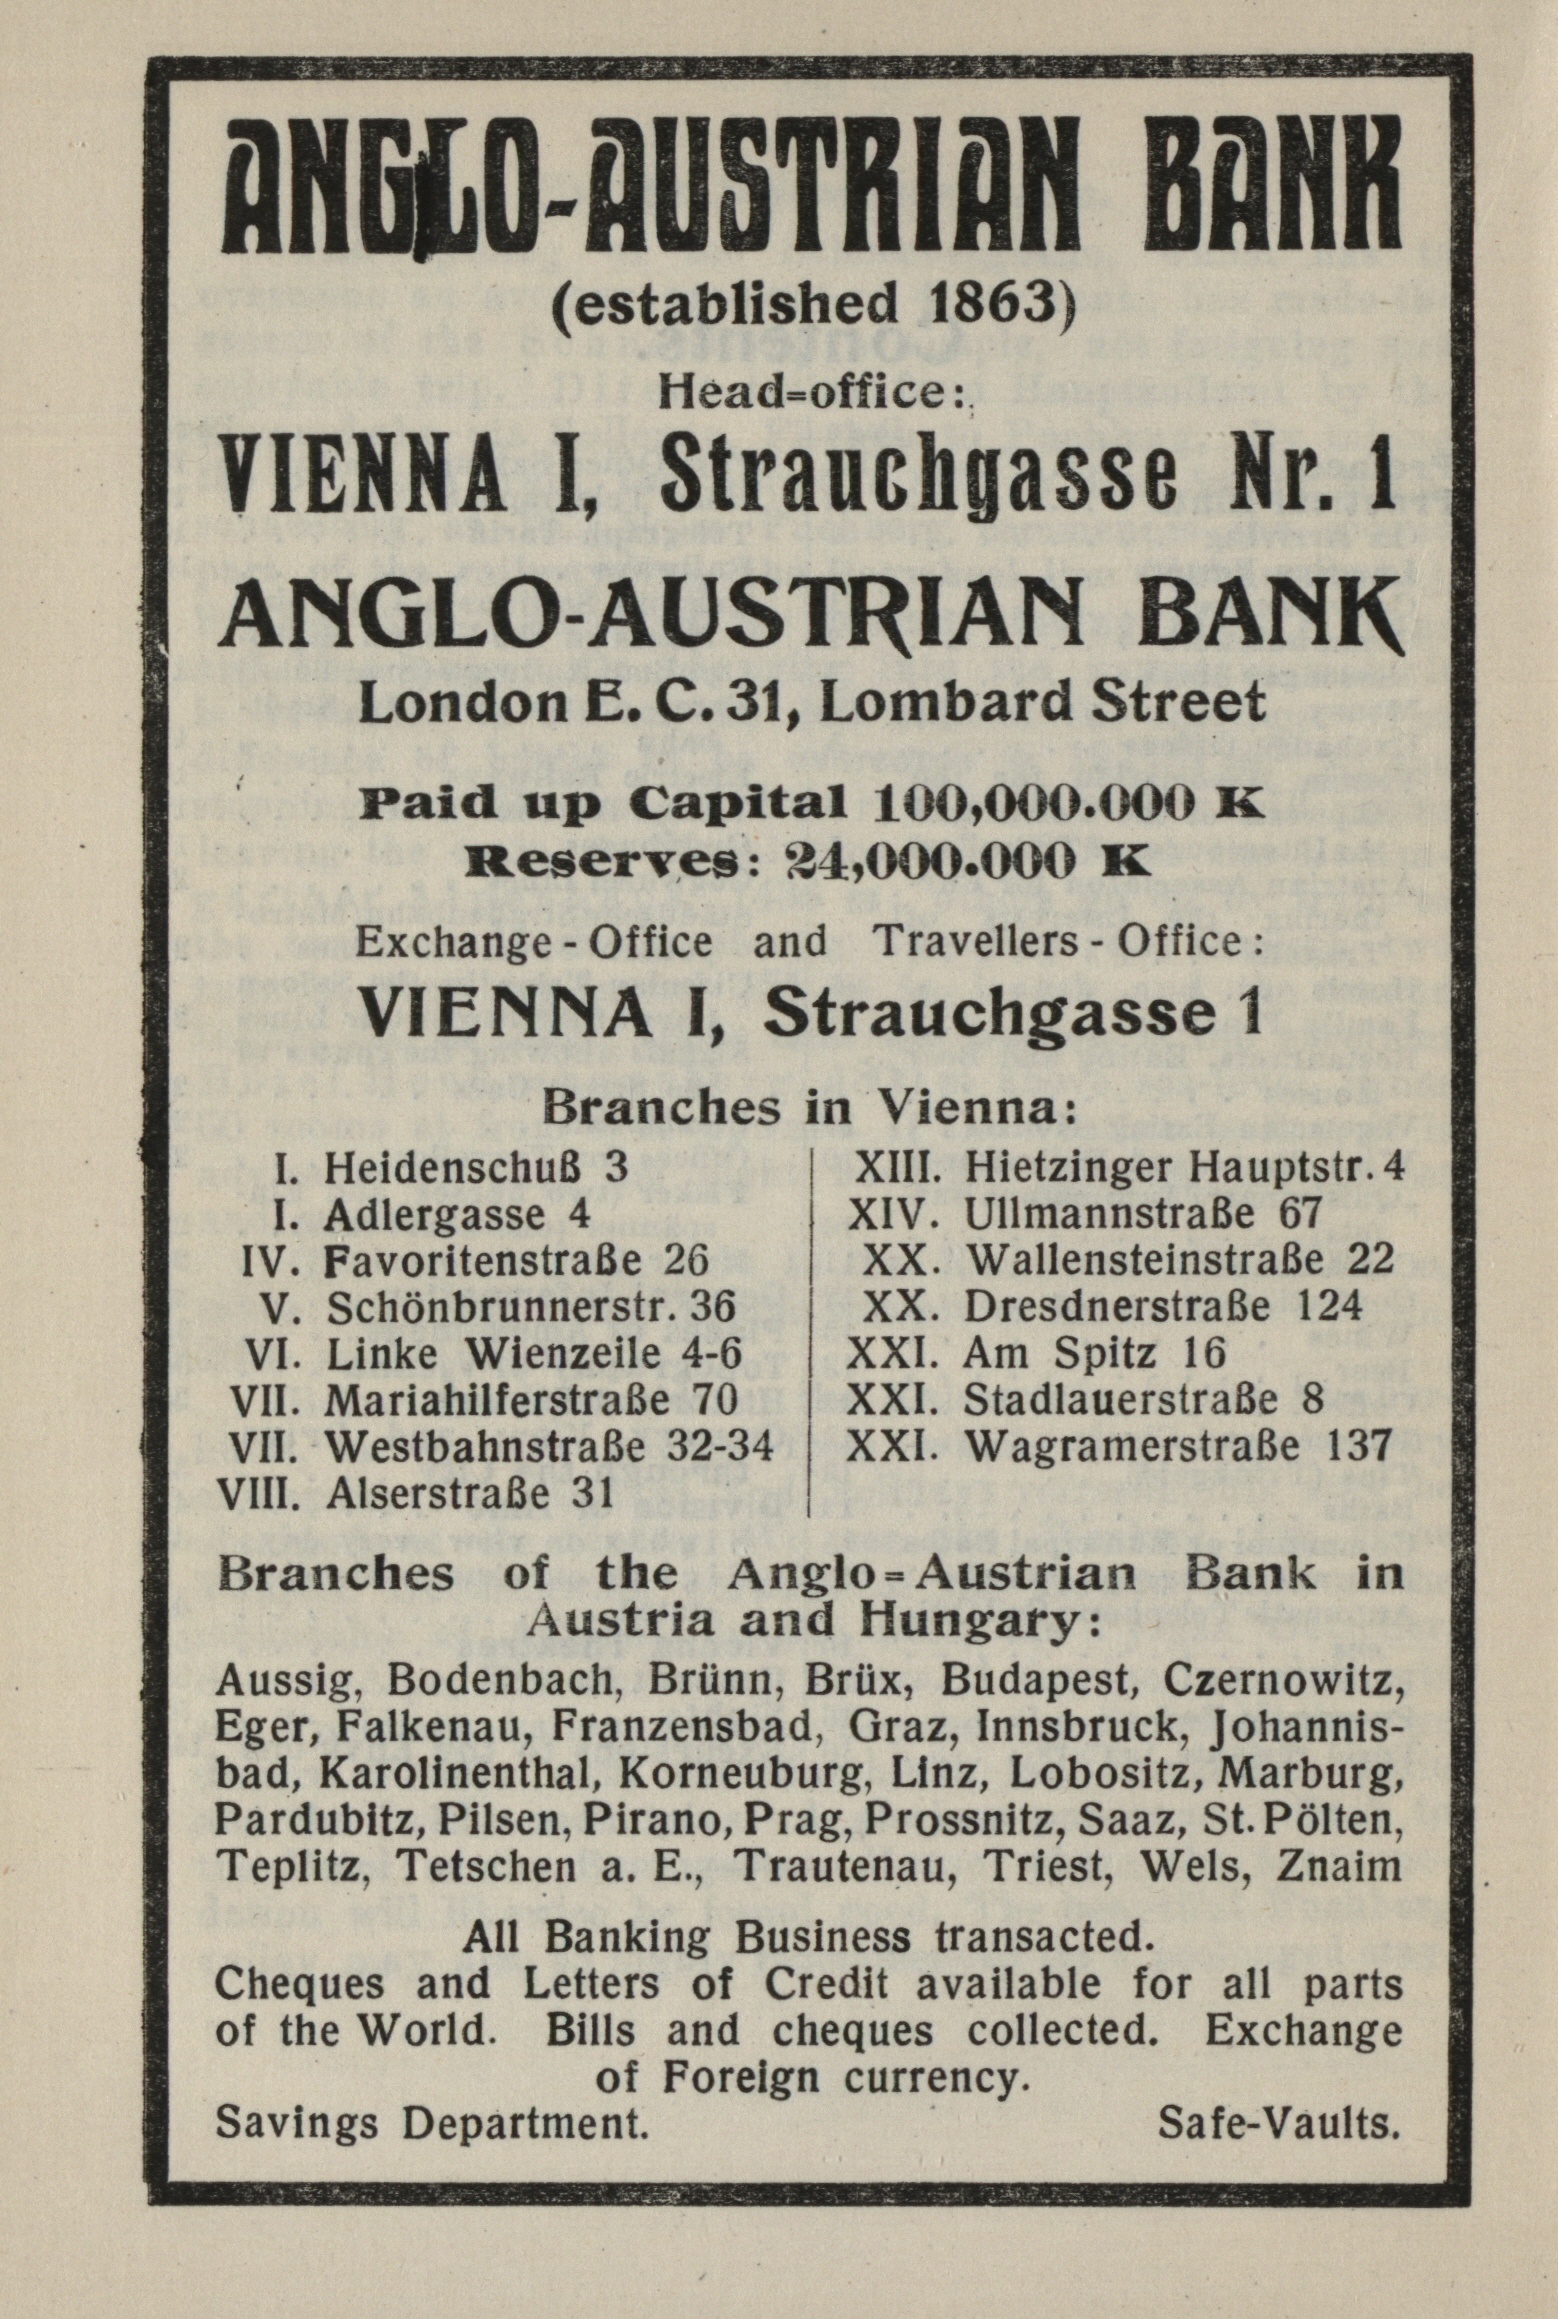 ANGLO-AUSTRIAN BANK
(established 1863)
Head=office:
VIENNA I, Strauchgasse Nr. 1
ANGLO-AUSTRIAN BANK
London E. C. 31, Lombard Street
Paid up Capital 100,000.000 K
Reserves: 24,000.000 K
Exchange - Office and Travellers - Office:
VIENNA I, Strauchgasse 1
Branches in Vienna:
I. Heidenschuß 3
I. Adlergasse 4
IV. Favoritenstraße 26
V. Schönbrunnerstr. 36
VI. Linke Wienzeile 4-6
VII. Mariahilferstraße 70
VII. Westbahnstraße 32-34
VIII. Alserstraße 31
XIII. Hietzinger Hauptstr. 4
XIV. Ullmannstraße 67
XX. Wallensteinstraße 22
XX. Dresdnerstraße 124
XXI. Am Spitz 16
XXI. Stadlauerstraße 8
XXI. Wagramerstraße 137
Branches of the Anglo=Austrian Bank in
Austria and Hungary:
Aussig, Bodenbach, Brünn, Brüx, Budapest, Czernowitz,
Eger, Falkenau, Franzensbad, Graz, Innsbruck, Johannis-
bad, Karolinenthal, Korneuburg, Linz, Lobositz, Marburg,
Pardubitz, Pilsen, Pirano, Prag, Prossnitz, Saaz, St. Pölten,
Teplitz, Tetschen a. E., Trautenau, Triest, Wels, Znaim
All Banking Business transacted.
Cheques and Letters of Credit available for all parts
of the World. Bills and cheques collected. Exchange
of Foreign currency.
Savings Department. Safe-Vaults.